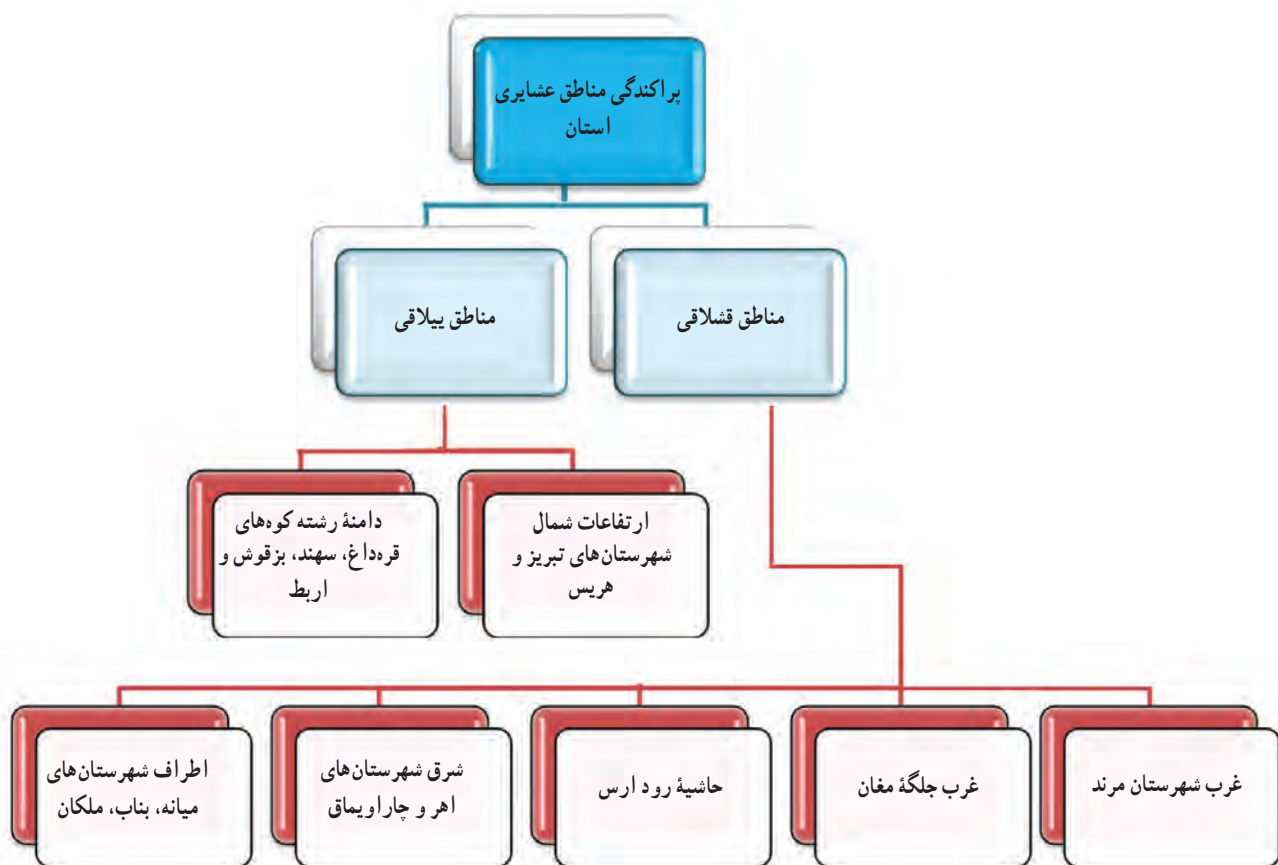 پراکندگی مناطق عشایری
استان
مناطق قشلاقی
مناطق ییلاقی
ارتفاعات شمال
شهرستان‌های تبریز و
هریس
دامنهٔ رشته کوه‌های
قره‌داغ، سهند، بزقوش و
اربط
غرب شهرستان مرند
غرب جلگهٔ مغان
حاشیهٔ رود ارس
شرق شهرستان‌های
اهر و چاراویماق
اطراف شهرستان‌های
میانه، بناب، ملکان